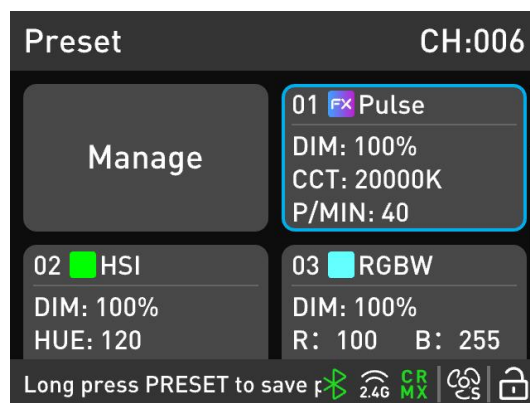 Preset CH:006
Manage
01 FX Pulse
DIM: 100%
CCT: 20000K
P/MIN: 40
02 HSI
DIM: 100%
HUE: 120
03 RGBW
DIM: 100%
R: 100 B: 255
Long press PRESET to save
2.4G
CR
MX
S